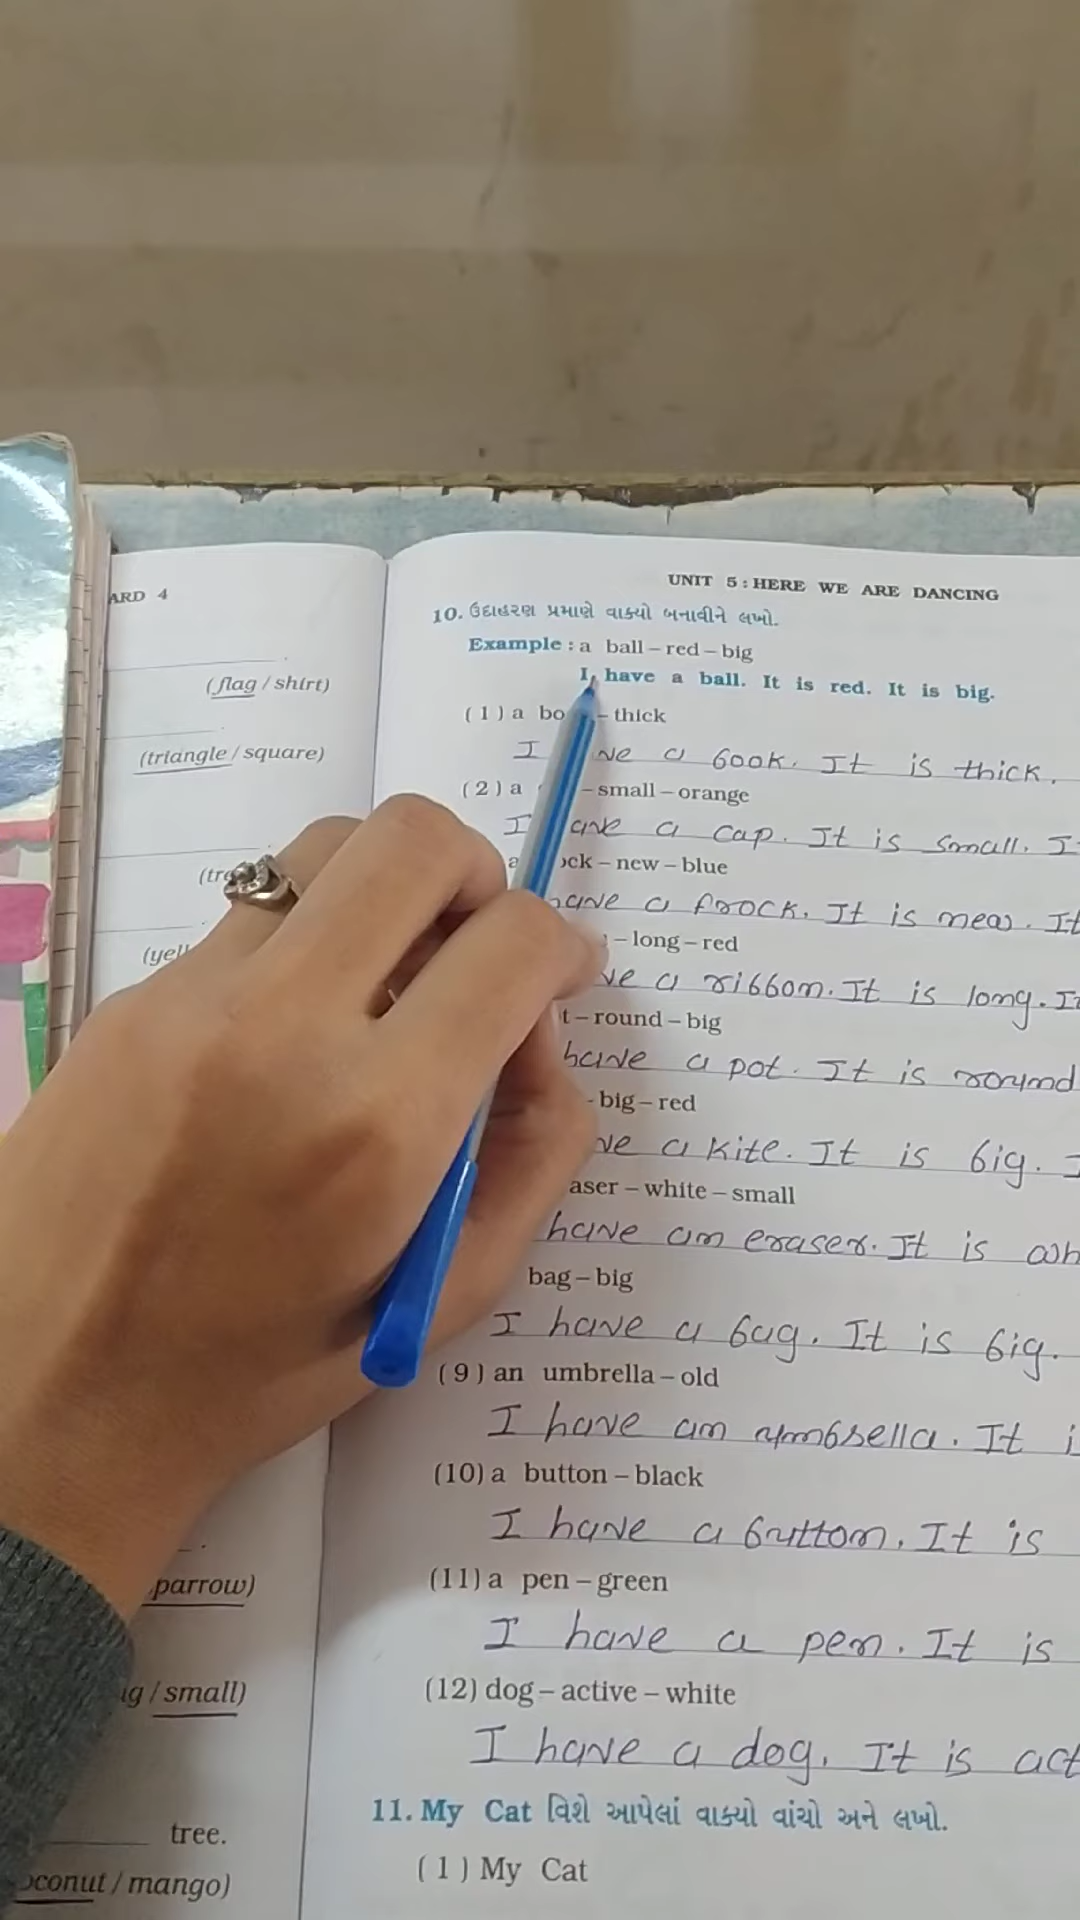 ARD 4
(flag / shirt)
(triangle / square)
parrow)
/ small)
tree.
oconut / mango)
UNIT 5 : HERE WE ARE DANCING
10. ઉદાહરણ પ્રમાણે વાક્યો બનાવીને લખો.
Example : a ball – red – big
I have a ball. It is red. It is big.
( 1 ) a bo – thick
I ve a book. It is thick.
( 2 ) a – small – orange
I ave a cap. It is small. I
ock – new – blue
have a frock. It is new. It
– long – red
ve a ribbon. It is long. It
t – round – big
have a pot. It is round
- big – red
ve a kite. It is big. I
aser – white – small
have an eraser. It is wh
bag – big
I have a bag. It is big.
( 9 ) an umbrella – old
I have an umbrella. It i
(10) a button – black
I have a button. It is
(11) a pen – green
I have a pen. It is
(12) dog – active – white
I have a dog. It is act
11. My Cat વિશે આપેલાં વાક્યો વાંચો અને લખો.
( 1 ) My Cat